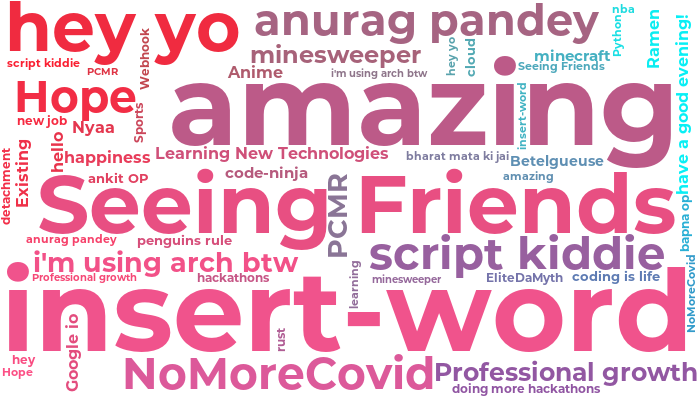 hey yo
anurag pandey
nba
Python
Ramen
have a good evening!
minesweeper
hey yo
cloud
minecraft
script kiddie
PCMR
Webhook
Anime
i'm using arch btw
Seeing Friends
Hope
amazing
insert-word
new job
Nyaa
Sports
hello
happiness
Learning New Technologies
bharat mata ki jai
Betelgueuse
detachment
Existing
ankit OP
code-ninja
amazing
Seeing Friends
PCMR
bapna op
anurag pandey
penguins rule
script kiddie
i'm using arch btw
NoMoreCovid
Professional growth
hackathons
learning
minesweeper
EliteDaMyth
coding is life
insert-word
Google io
rust
hey
Hope
NoMoreCovid
Professional growth
doing more hackathons